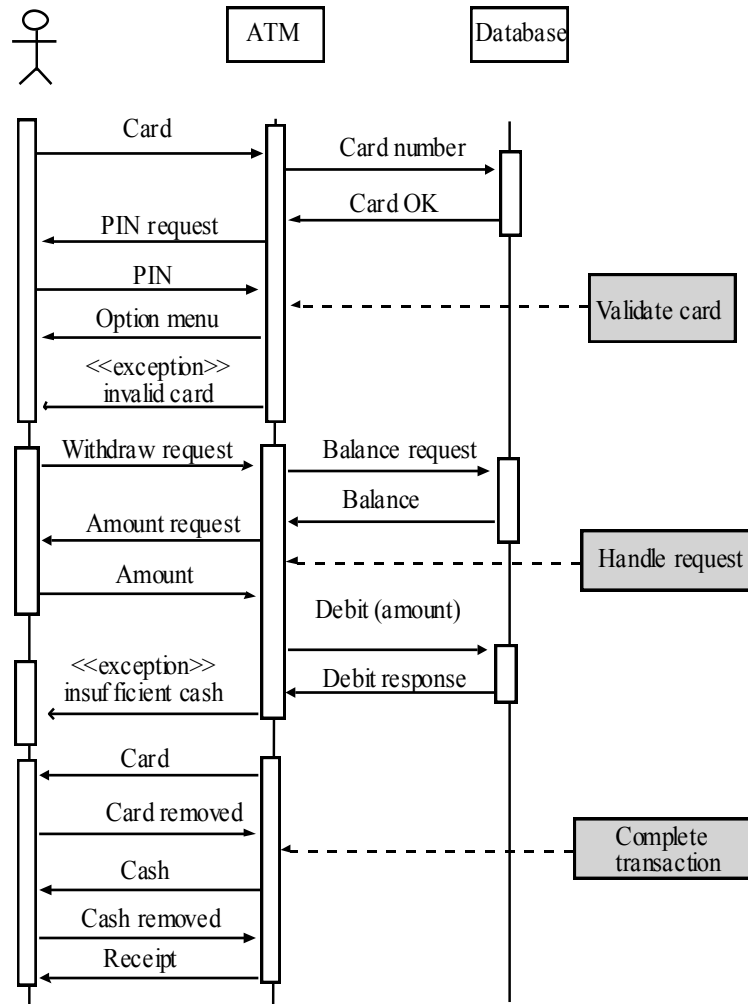 ATM
Database
Card
Card number
Card OK
PIN request
PIN
Validate card
Option menu
<<exception>>
invalid card
Withdraw request
Balance request
Balance
Amount request
Handle request
Amount
Debit (amount)
<<exception>>
insufficient cash
Debit response
Card
Card removed
Complete
transaction
Cash
Cash removed
Receipt